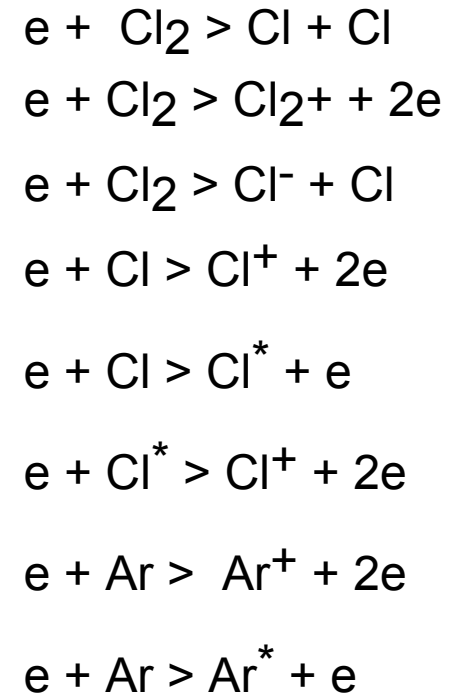 e + Cl₂ > Cl + Cl
e + Cl₂ > Cl₂+ + 2e
e + Cl₂ > Cl⁻ + Cl
e + Cl > Cl⁺ + 2e
e + Cl > Cl* + e
e + Cl* > Cl⁺ + 2e
e + Ar > Ar⁺ + 2e
e + Ar > Ar* + e